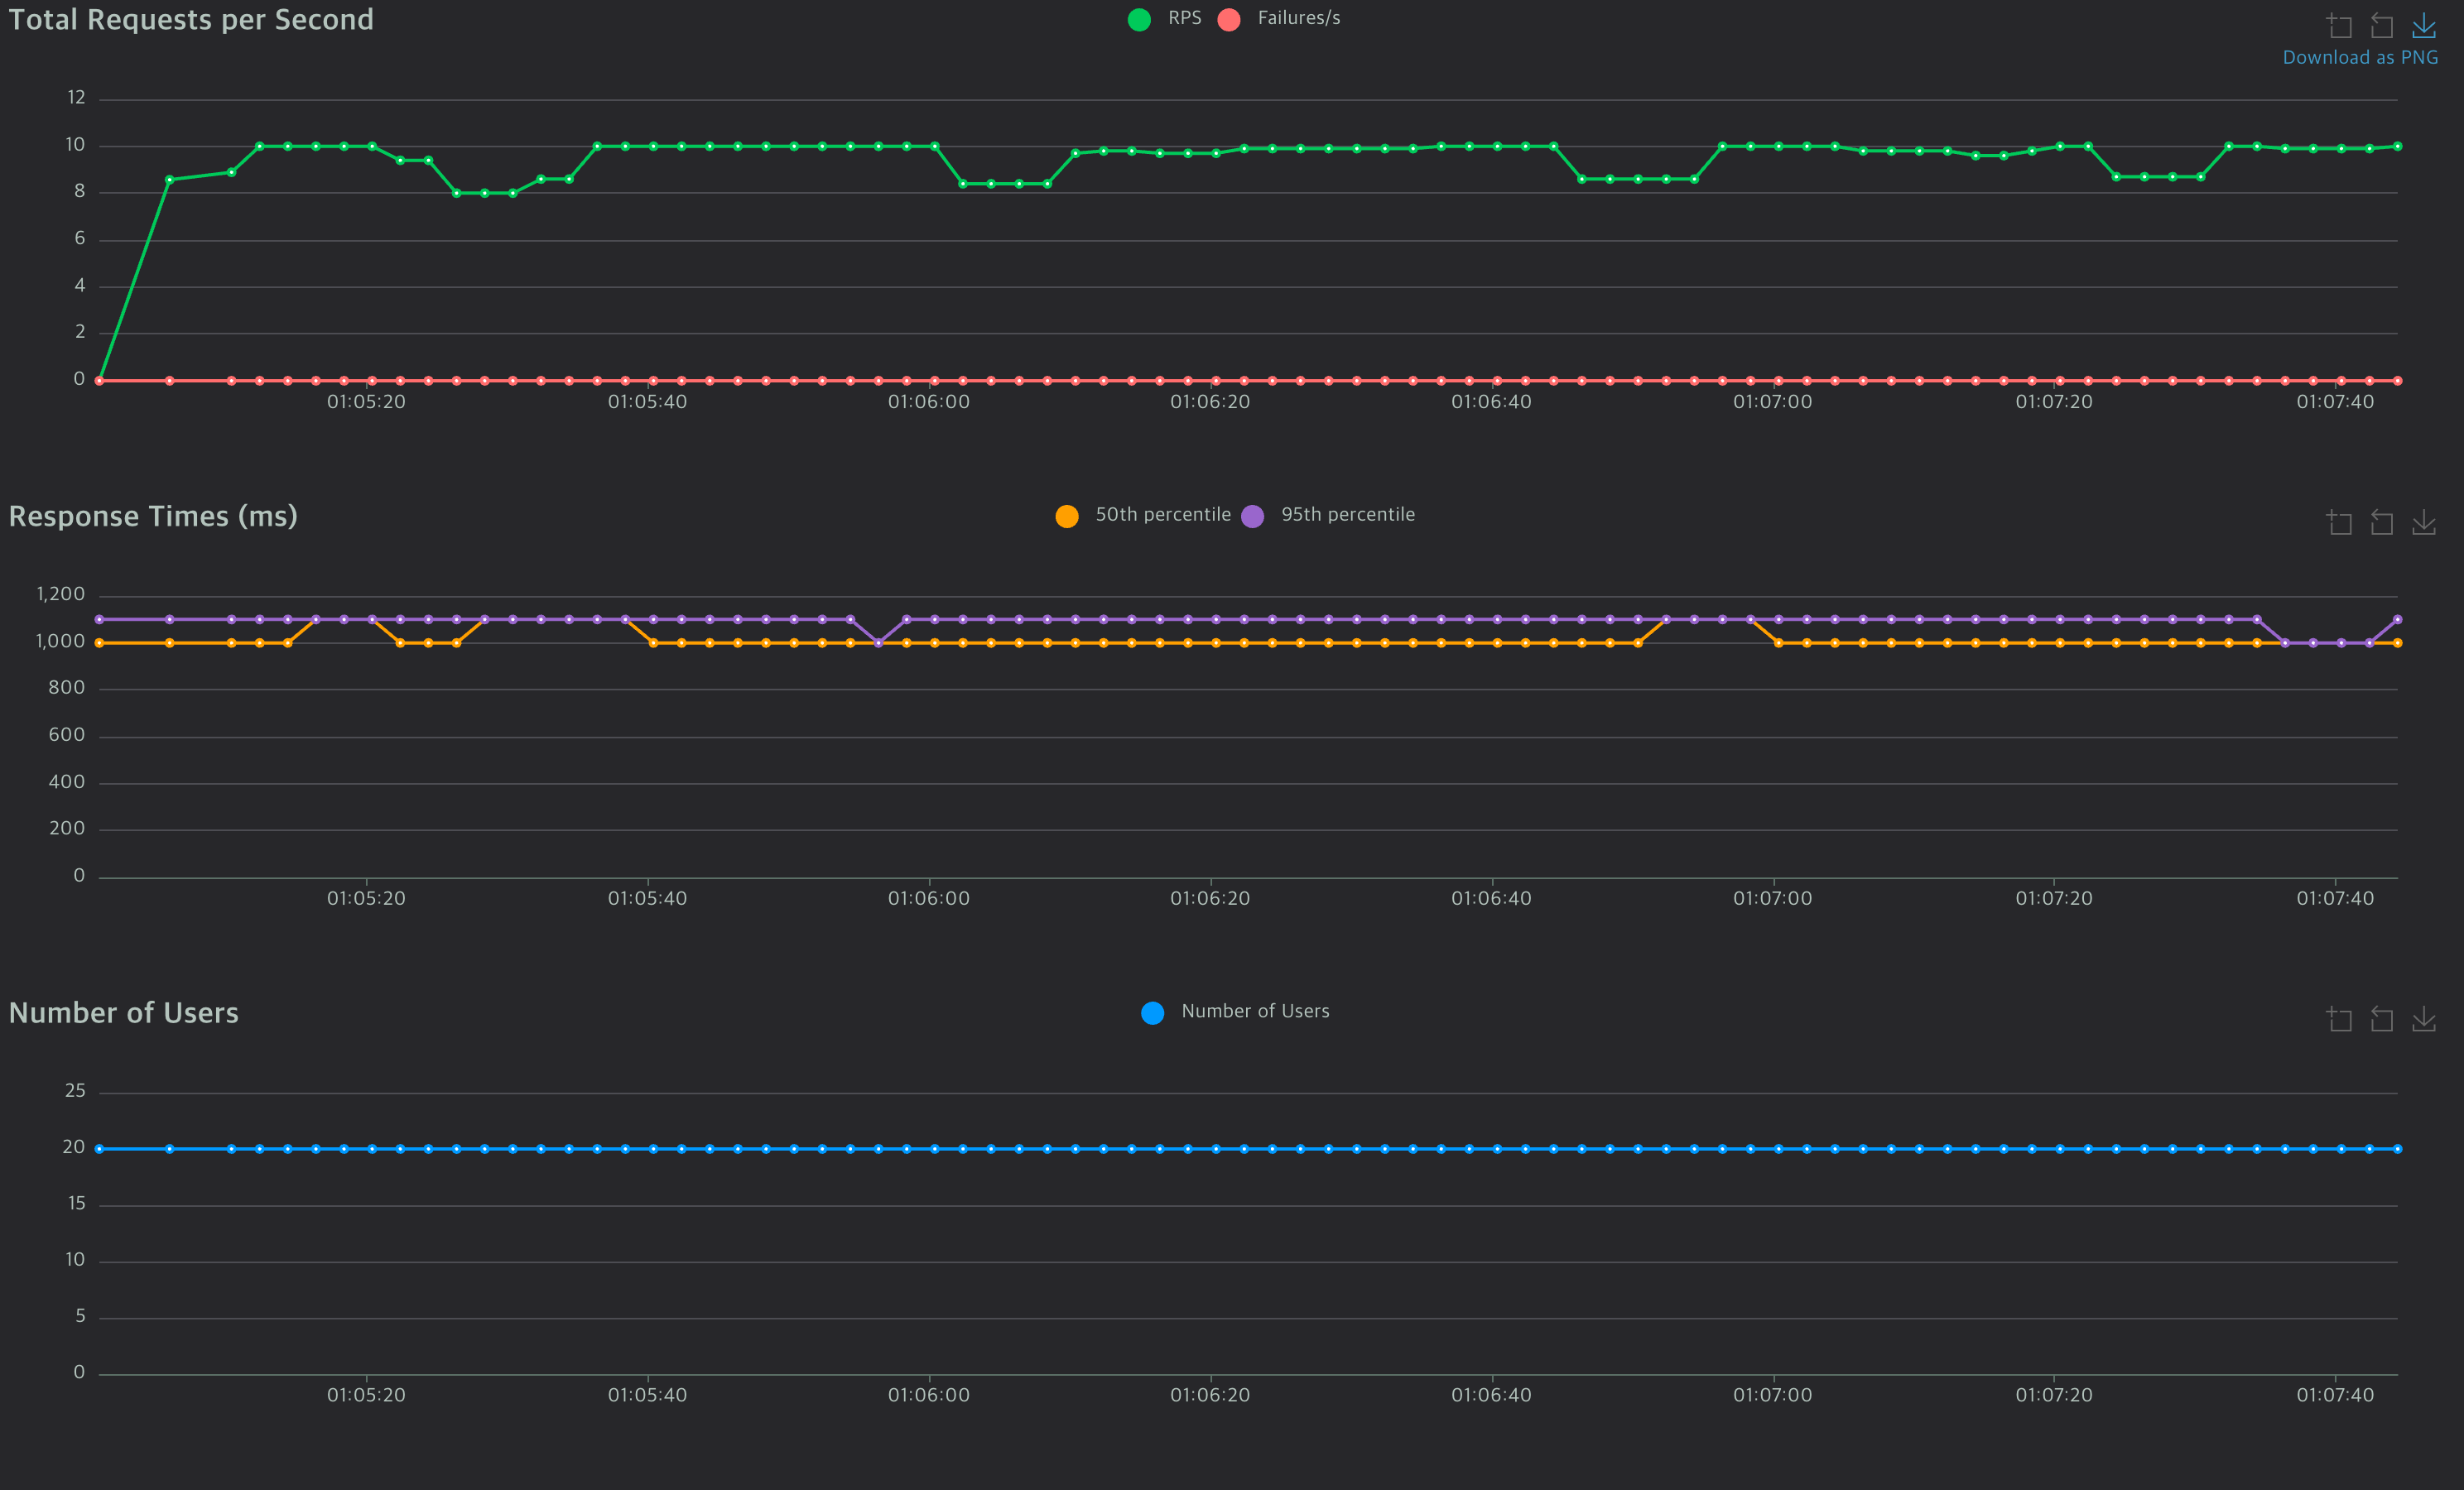 Total Requests per Second
RPS Failures/s
Download as PNG
12
10
8
6
4
2
0
01:05:20 01:05:40 01:06:00 01:06:20 01:06:40 01:07:00 01:07:20 01:07:40
Response Times (ms)
50th percentile 95th percentile
1,200
1,000
800
600
400
200
0
01:05:20 01:05:40 01:06:00 01:06:20 01:06:40 01:07:00 01:07:20 01:07:40
Number of Users
Number of Users
25
20
15
10
5
0
01:05:20 01:05:40 01:06:00 01:06:20 01:06:40 01:07:00 01:07:20 01:07:40